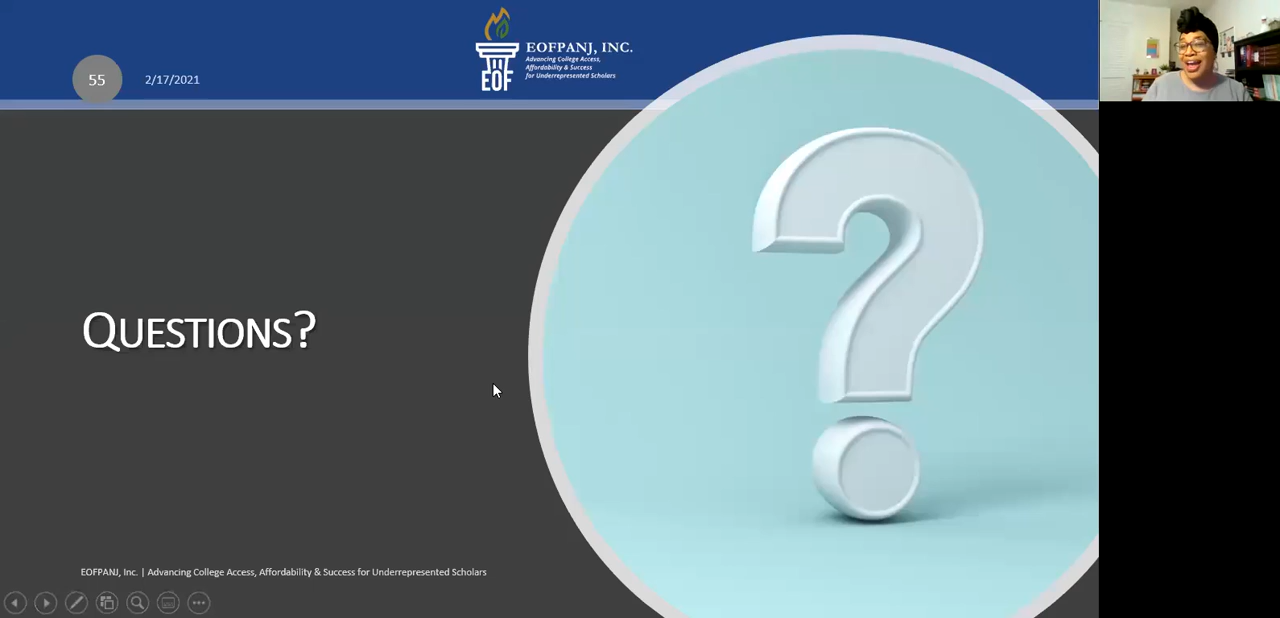 55
2/17/2021
EOF
EOFPANJ, INC.
Advancing College Access,
Affordability & Success
for Underrepresented Scholars
QUESTIONS?
?
EOFPANJ, Inc. | Advancing College Access, Affordability & Success for Underrepresented Scholars